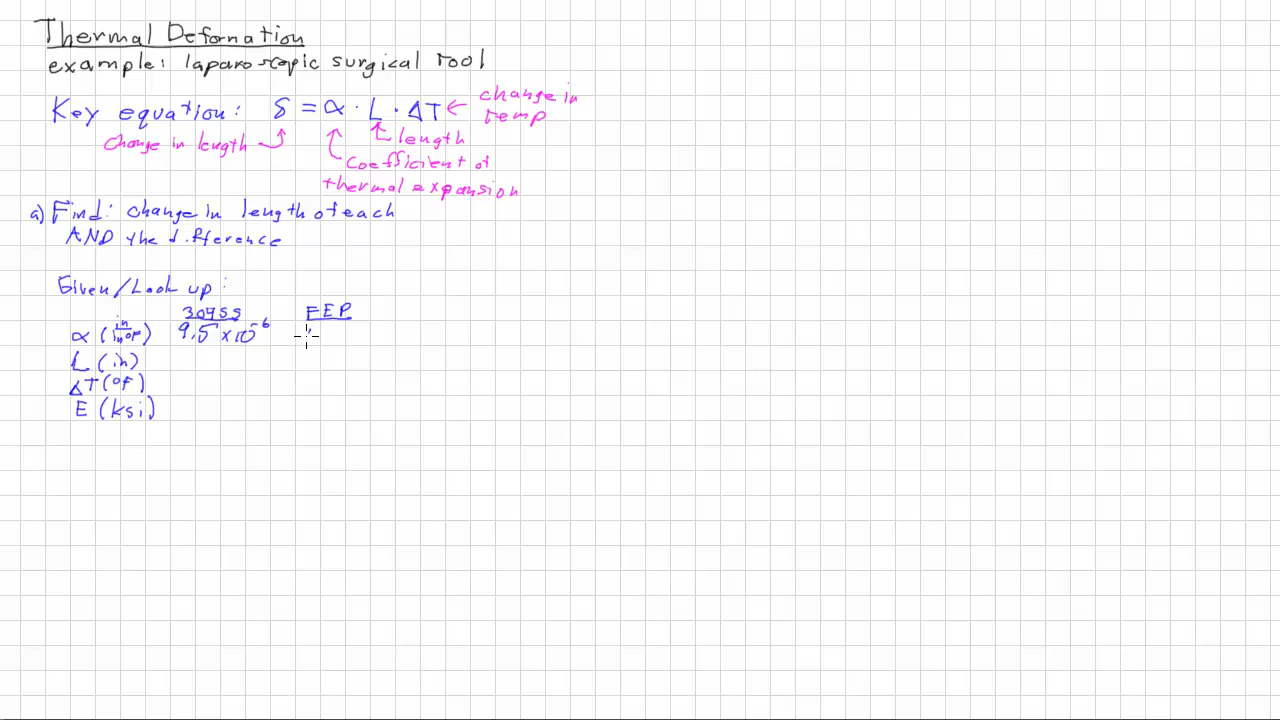 Thermal Deformation
example: laparoscopic surgical tool
Key equation: δ = α · L · ΔT ← change in temp
change in length
length
coefficient of
thermal expansion
a) Find: change in length of each
AND the difference
Given/Look up:
304SS FEP
α (in/in°F) 9.5 x 10⁻⁶
L (in)
ΔT (°F)
E (ksi)